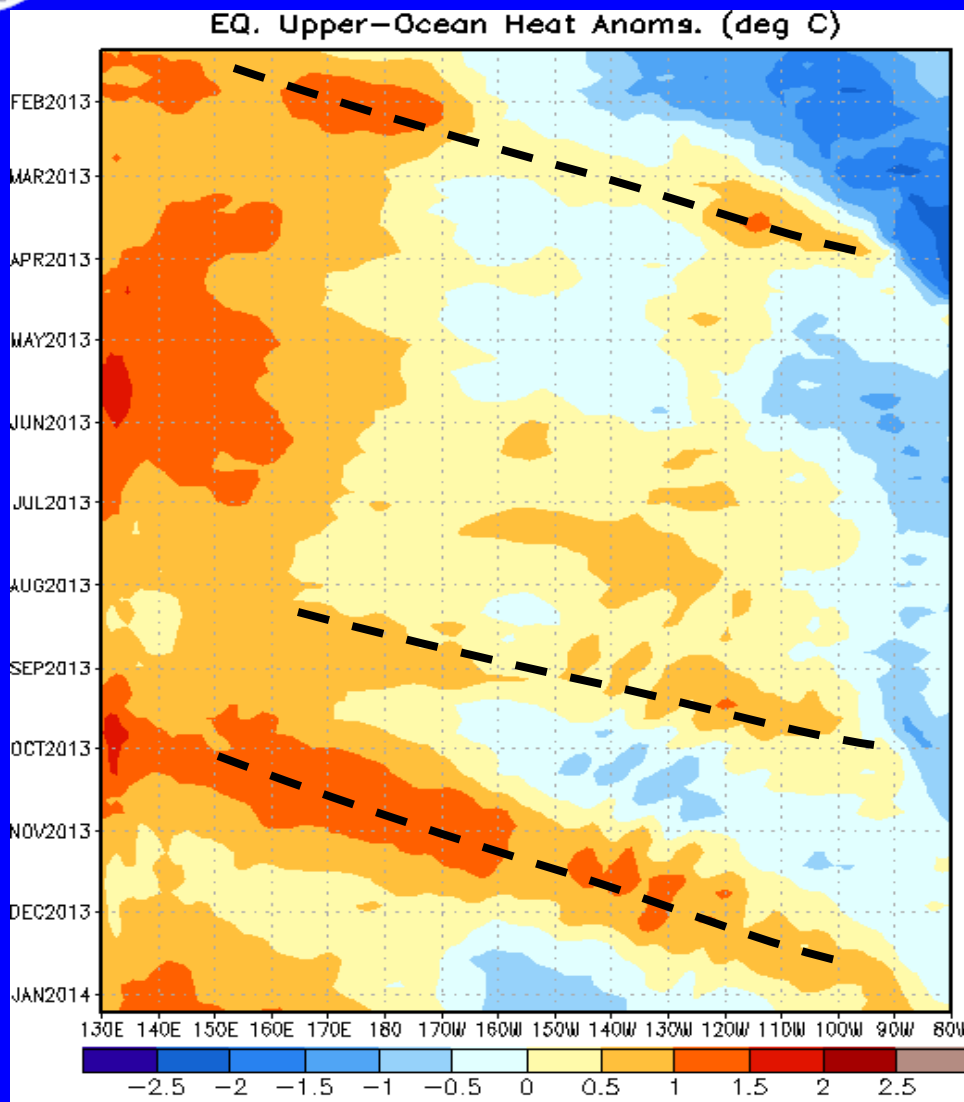 EQ. Upper-Ocean Heat Anoms. (deg C)
FEB2013
MAR2013
APR2013
MAY2013
JUN2013
JUL2013
AUG2013
SEP2013
OCT2013
NOV2013
DEC2013
JAN2014
130E 140E 150E 160E 170E 180 170W 160W 150W 140W 130W 120W 110W 100W 90W 80W
-2.5 -2 -1.5 -1 -0.5 0 0.5 1 1.5 2 2.5